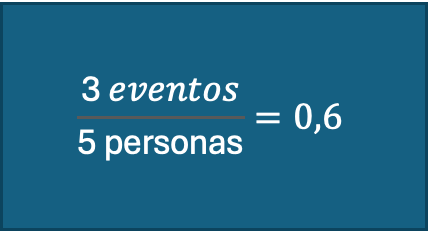 3 eventos
5 personas
= 0,6